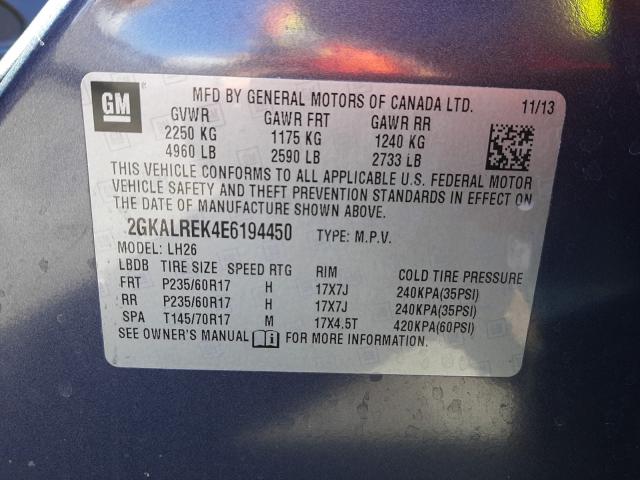 GM
MFD BY GENERAL MOTORS OF CANADA LTD. 11/13
GVWR GAWR FRT GAWR RR
2250 KG 1175 KG 1240 KG
4960 LB 2590 LB 2733 LB
THIS VEHICLE CONFORMS TO ALL APPLICABLE U.S. FEDERAL MOTOR
VEHICLE SAFETY AND THEFT PREVENTION STANDARDS IN EFFECT ON
THE DATE OF MANUFACTURE SHOWN ABOVE.
2GKALREK4E6194450 TYPE: M.P.V.
MODEL: LH26
LBDB TIRE SIZE SPEED RTG RIM COLD TIRE PRESSURE
FRT P235/60R17 H 17X7J 240KPA(35PSI)
RR P235/60R17 H 17X7J 240KPA(35PSI)
SPA T145/70R17 M 17X4.5T 420KPA(60PSI)
SEE OWNER'S MANUAL FOR MORE INFORMATION.